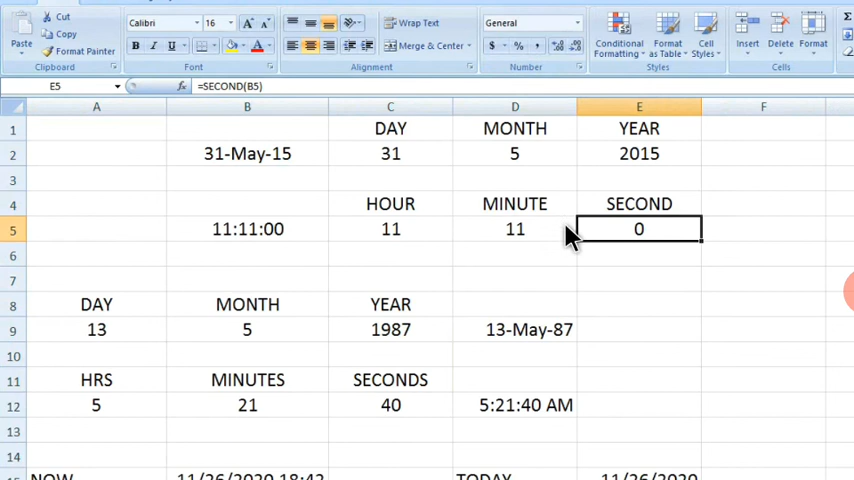 Cut
Calibri 16 A A Wrap Text General Σ
Copy
Paste Format Painter B I U A Merge & Center $ % , Conditional Formatting Format as Table Cell Styles Insert Delete Format
Clipboard Font Alignment Number Styles Cells
E5 fx =SECOND(B5)
A B C D E F
1 DAY MONTH YEAR
2 31-May-15 31 5 2015
3
4 HOUR MINUTE SECOND
5 11:11:00 11 11 0
6
7
8 DAY MONTH YEAR
9 13 5 1987 13-May-87
10
11 HRS MINUTES SECONDS
12 5 21 40 5:21:40 AM
13
14
15 NOW 11/26/2020 18:42 TODAY 11/26/2020